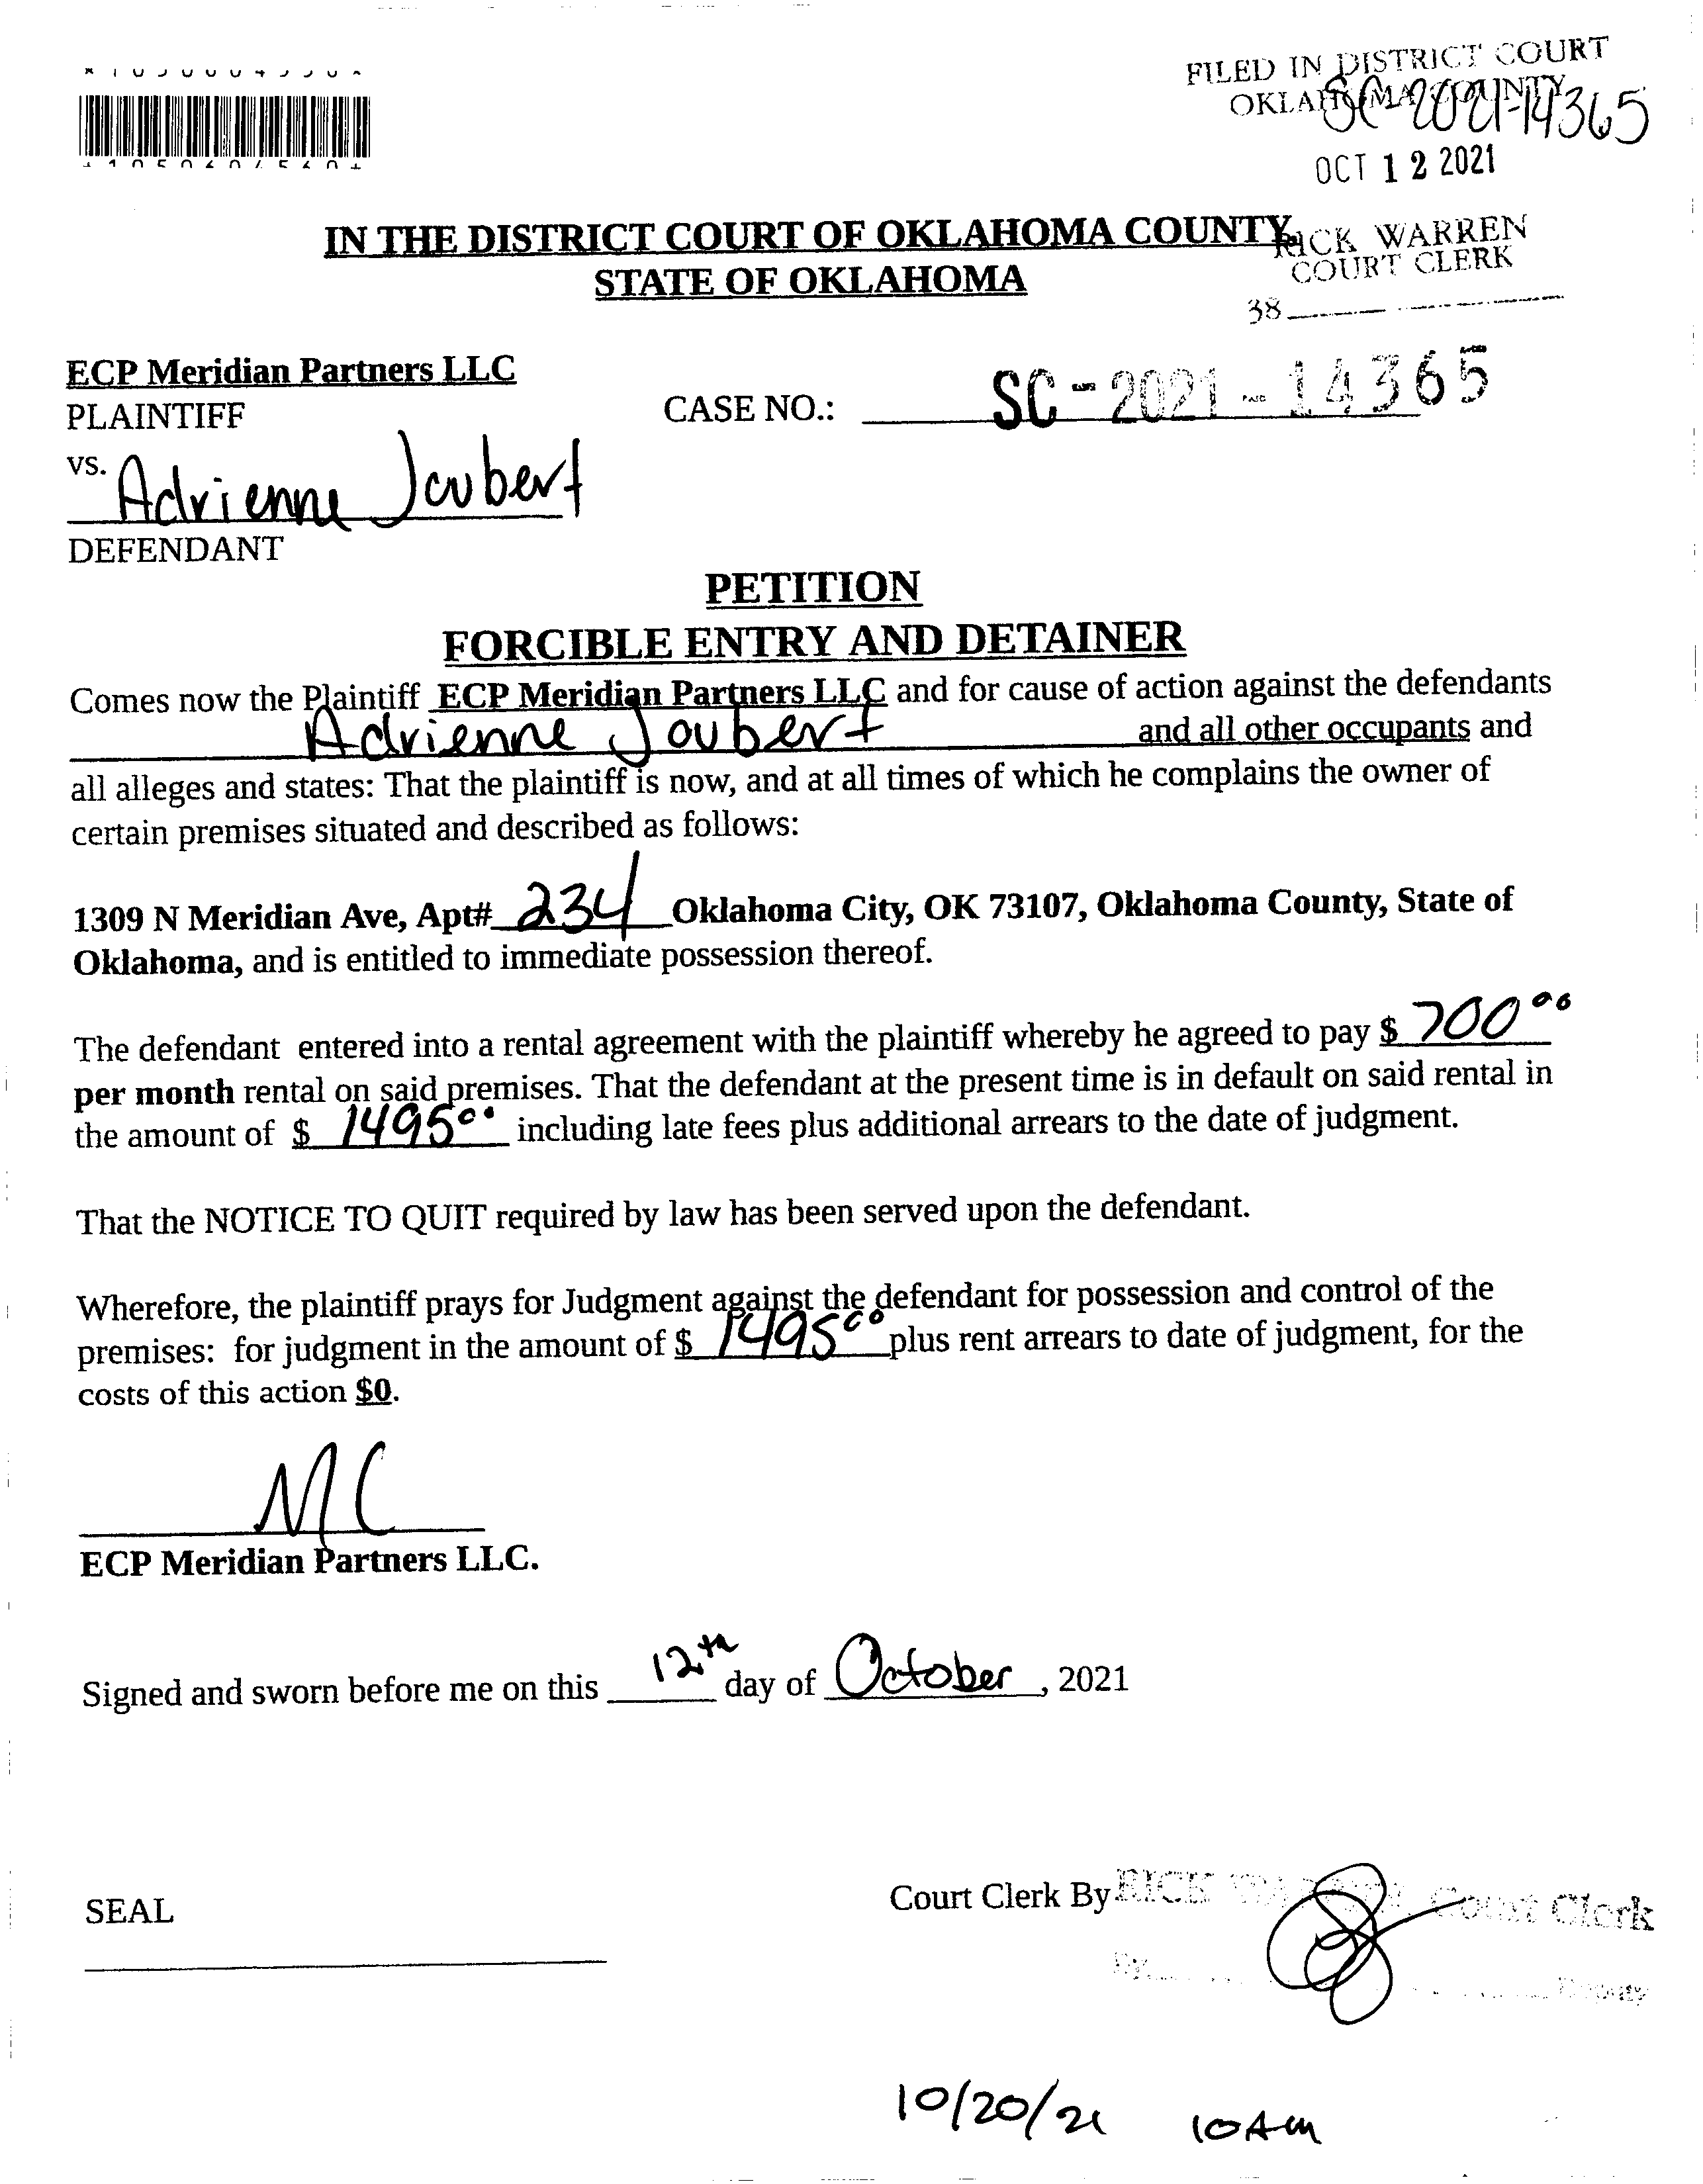 FILED IN DISTRICT COURT
OKLAHOMA COUNTY
SC-2021-14365
OCT 12 2021
IN THE DISTRICT COURT OF OKLAHOMA COUNTY
STATE OF OKLAHOMA
RICK WARREN
COURT CLERK
38
ECP Meridian Partners LLC
PLAINTIFF
CASE NO.: SC-2021-14365
vs.
Adrienne Joubert
DEFENDANT
PETITION
FORCIBLE ENTRY AND DETAINER
Comes now the Plaintiff ECP Meridian Partners LLC and for cause of action against the defendants
Adrienne Joubert and all other occupants and
all alleges and states: That the plaintiff is now, and at all times of which he complains the owner of
certain premises situated and described as follows:
1309 N Meridian Ave, Apt# 234 Oklahoma City, OK 73107, Oklahoma County, State of
Oklahoma, and is entitled to immediate possession thereof.
The defendant entered into a rental agreement with the plaintiff whereby he agreed to pay $ 700.00
per month rental on said premises. That the defendant at the present time is in default on said rental in
the amount of $ 1495.00 including late fees plus additional arrears to the date of judgment.
That the NOTICE TO QUIT required by law has been served upon the defendant.
Wherefore, the plaintiff prays for Judgment against the defendant for possession and control of the
premises: for judgment in the amount of $ 1495.00 plus rent arrears to date of judgment, for the
costs of this action $0.
MC
ECP Meridian Partners LLC.
Signed and sworn before me on this 12th day of October, 2021
SEAL
Court Clerk By RICK WARREN, Court Clerk
By Deputy
10/20/21 10AM